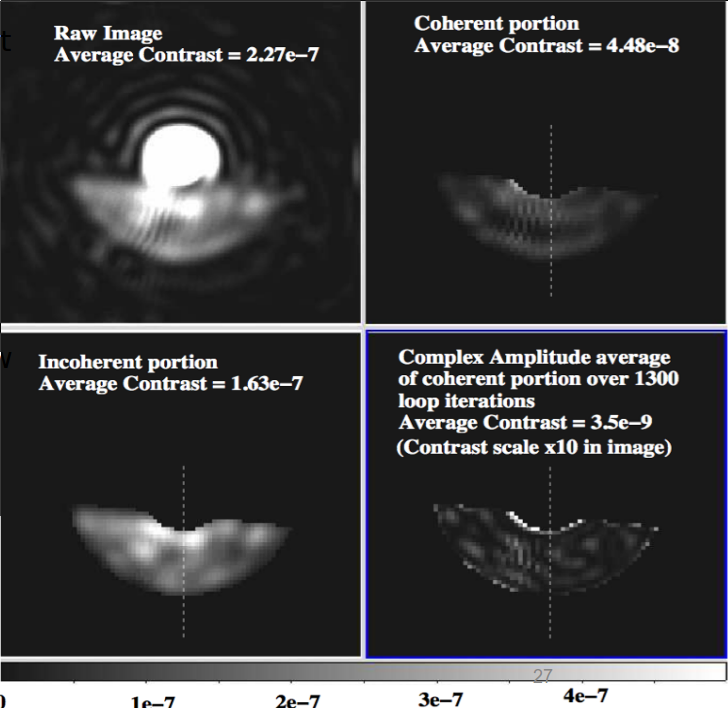 t
Raw Image
Average Contrast = 2.27e−7
Coherent portion
Average Contrast = 4.48e−8
w
Incoherent portion
Average Contrast = 1.63e−7
Complex Amplitude average
of coherent portion over 1300
loop iterations
Average Contrast = 3.5e−9
(Contrast scale x10 in image)
27
0 1e−7 2e−7 3e−7 4e−7